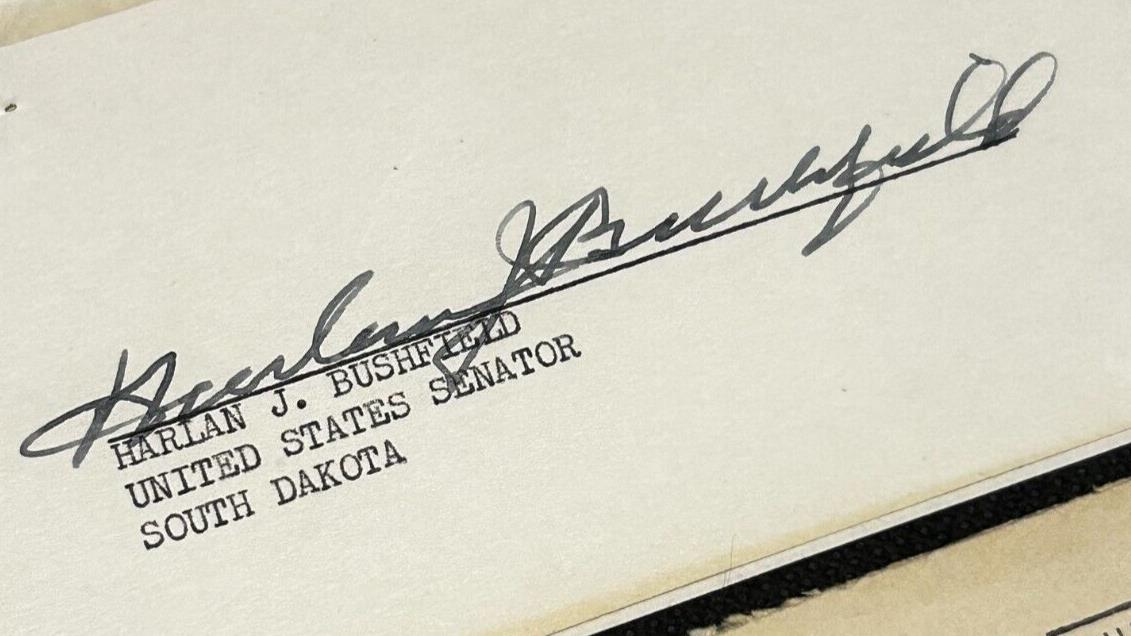 Harlan J Bushfield
HARLAN J. BUSHFIELD
UNITED STATES SENATOR
SOUTH DAKOTA